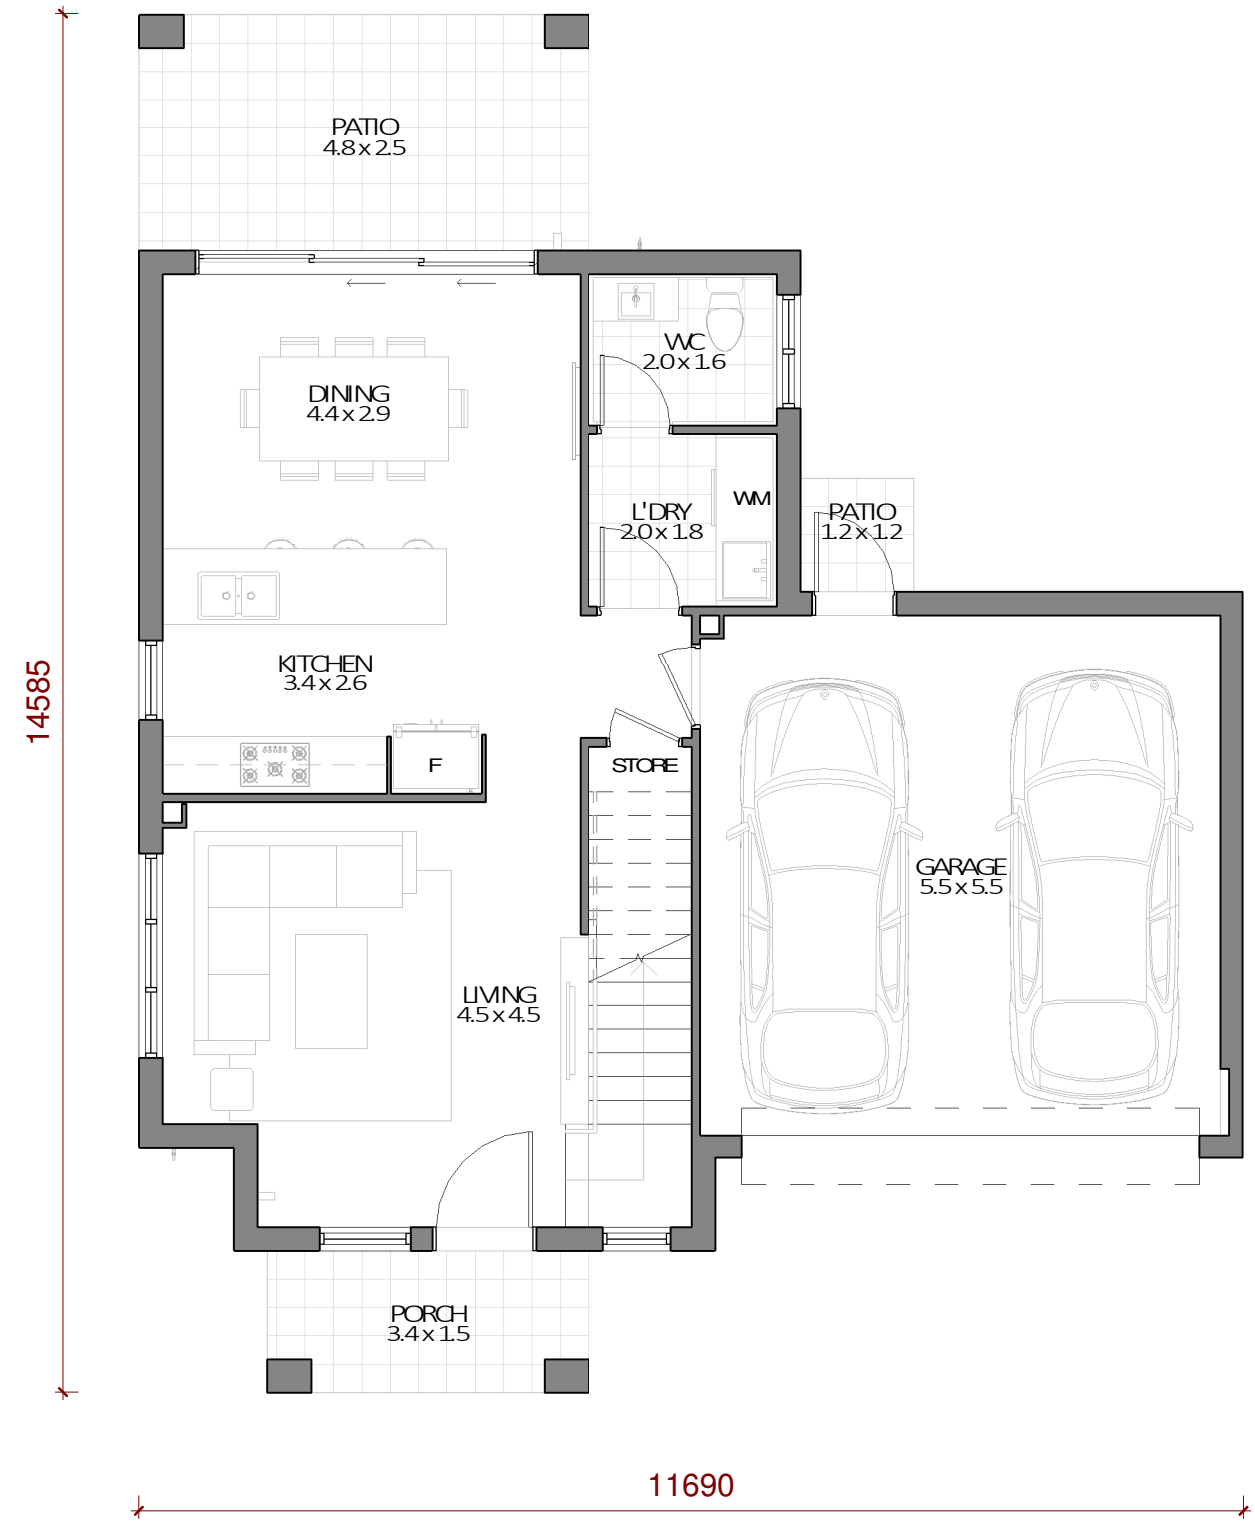 PATIO
4.8 x 2.5
WC
2.0 x 1.6
DINING
4.4 x 2.9
WM
L'DRY
2.0 x 1.8
PATIO
1.2 x 1.2
KITCHEN
3.4 x 2.6
14585
F
STORE
GARAGE
5.5 x 5.5
LIVING
4.5 x 4.5
PORCH
3.4 x 1.5
11690